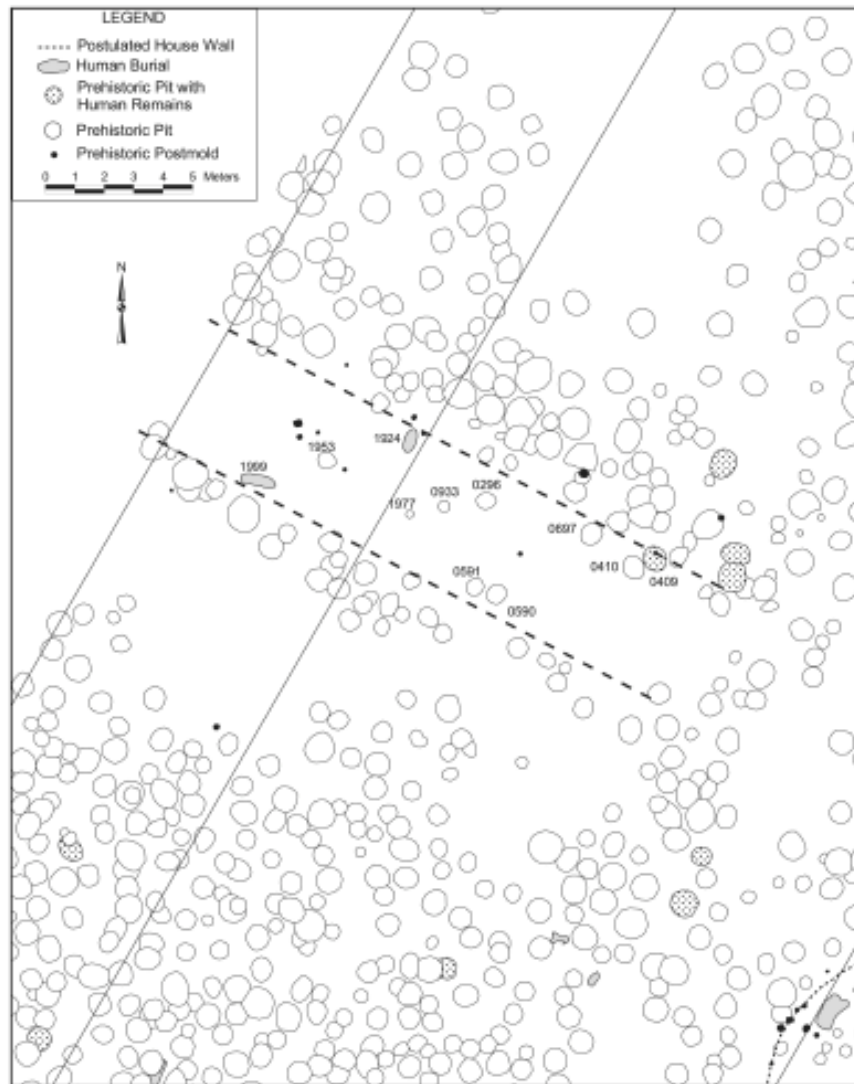 LEGEND
Postulated House Wall
Human Burial
Prehistoric Pit with
Human Remains
Prehistoric Pit
Prehistoric Postmold
0 1 2 3 4 5 Meters
N
1953
1924
1999
1977
0933
0296
0697
0410
0409
0591
0590